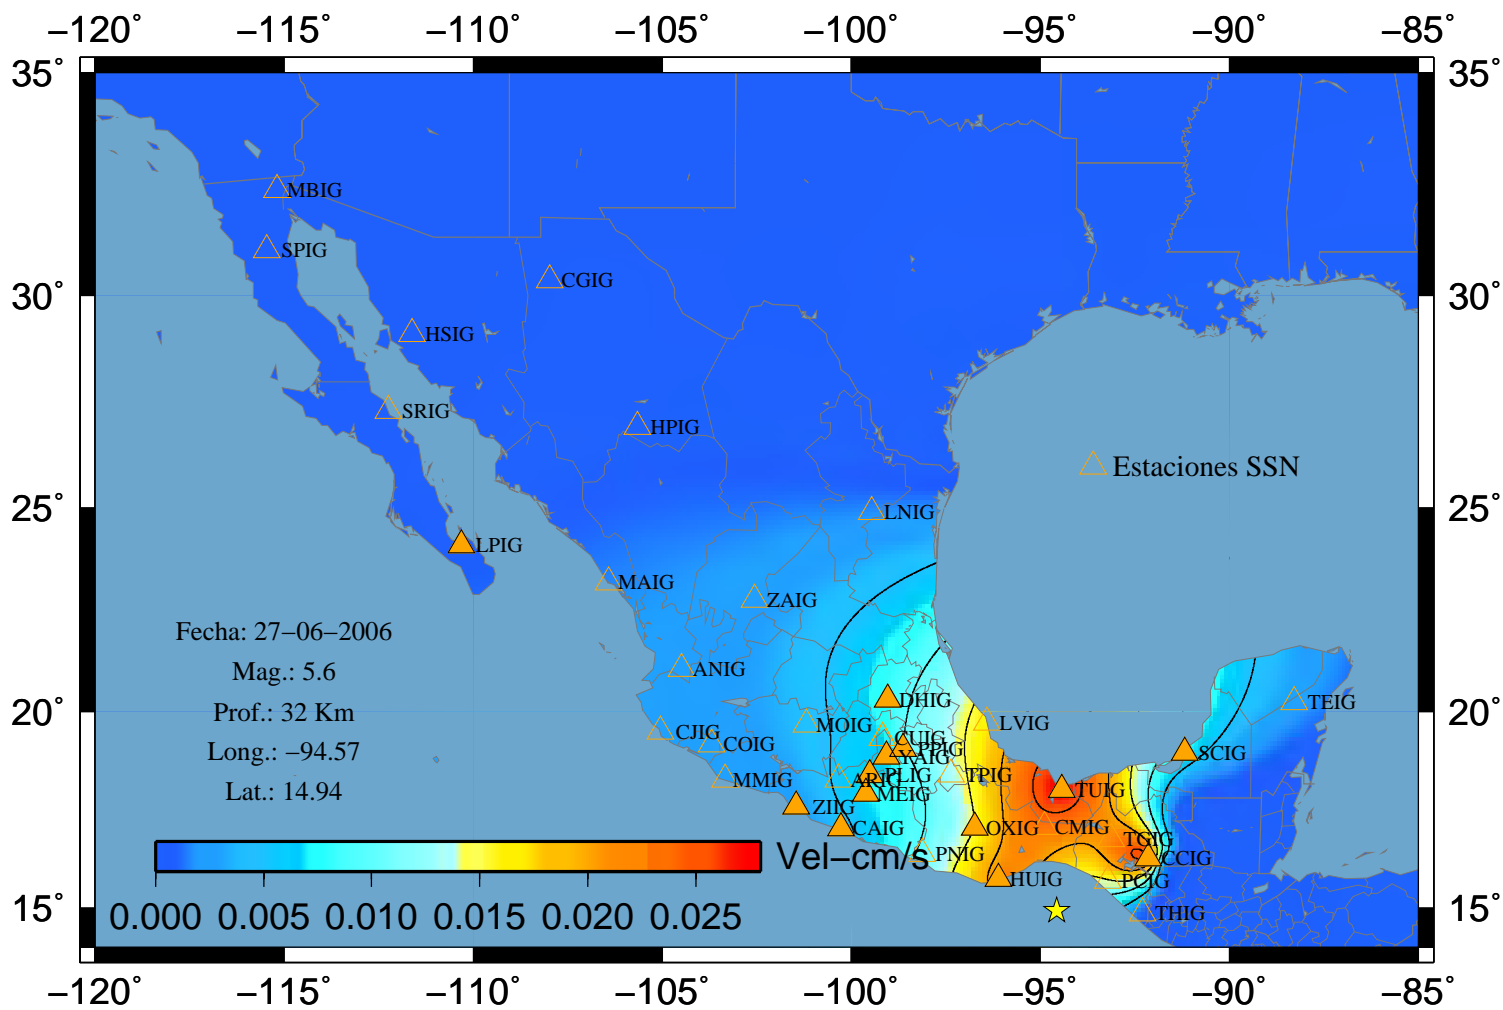 −120˚ −115˚ −110˚ −105˚ −100˚ −95˚ −90˚ −85˚
35˚ 35˚
MBIG
SPIG
CGIG
30˚ 30˚
HSIG
SRIG
HPIG
Estaciones SSN
25˚ LNIG 25˚
LPIG
MAIG
ZAIG
Fecha: 27−06−2006
Mag.: 5.6
ANIG
DHIG
TEIG
20˚ Prof.: 32 Km 20˚
MOIG LVIG
CJIG CUIG
COIG PPIG
Long.: −94.57 YAIG SCIG
MMIG PLIG TPIG
Lat.: 14.94 MEIG TUIG
ZIIG
CAIG OXIG CMIG
TGIG
Vel−cm/s PNIG CCIG
HUIG PCIG
15˚ THIG 15˚
0.000 0.005 0.010 0.015 0.020 0.025
−120˚ −115˚ −110˚ −105˚ −100˚ −95˚ −90˚ −85˚